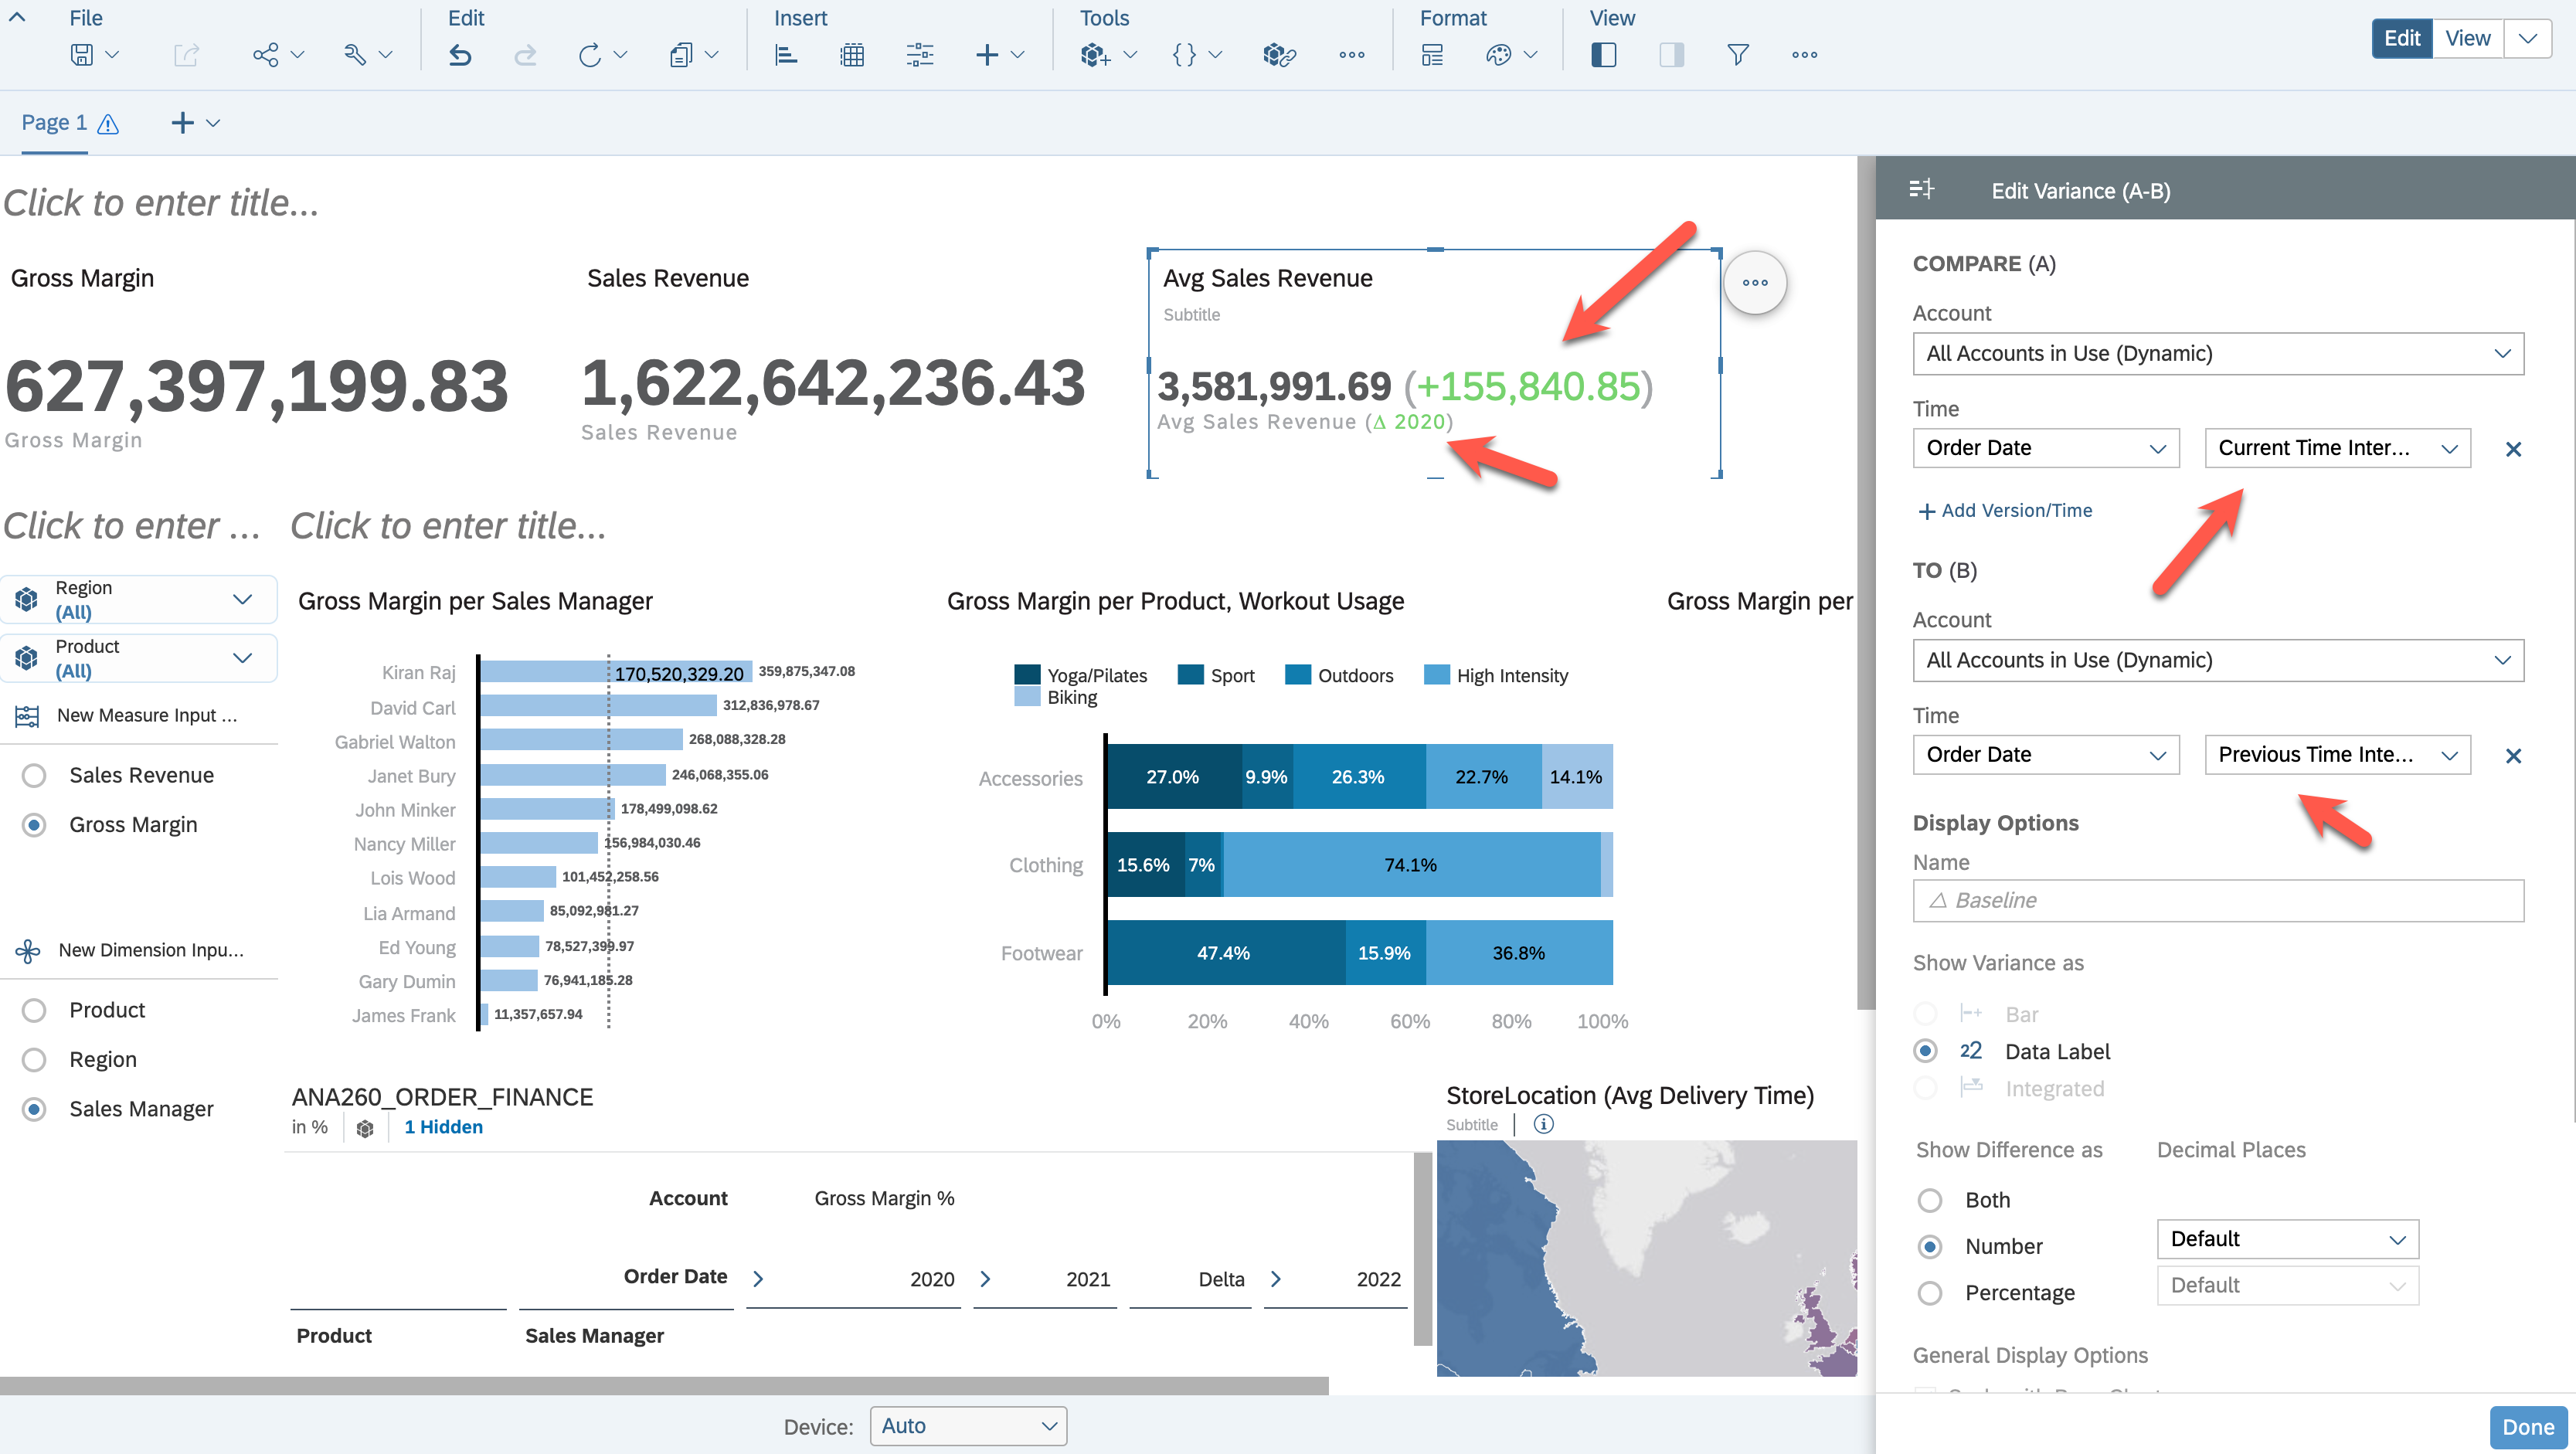 File
Edit
Insert
Tools
Format
View
Edit
View
Page 1
Click to enter title...
Gross Margin
627,397,199.83
Gross Margin
Sales Revenue
1,622,642,236.43
Sales Revenue
Avg Sales Revenue
Subtitle
3,581,991.69 (+155,840.85)
Avg Sales Revenue (Δ 2020)
Click to enter ...
Click to enter title...
Region
(All)
Product
(All)
New Measure Input ...
Sales Revenue
Gross Margin
New Dimension Inpu...
Product
Region
Sales Manager
Gross Margin per Sales Manager
Kiran Raj 170,520,329.20 359,875,347.08
David Carl 312,836,978.67
Gabriel Walton 268,088,328.28
Janet Bury 246,068,355.06
John Minker 178,499,098.62
Nancy Miller 156,984,030.46
Lois Wood 101,452,258.56
Lia Armand 85,092,981.27
Ed Young 78,527,399.97
Gary Dumin 76,941,185.28
James Frank 11,357,657.94
Gross Margin per Product, Workout Usage
Yoga/Pilates Sport Outdoors High Intensity
Biking
Accessories 27.0% 9.9% 26.3% 22.7% 14.1%
Clothing 15.6% 7% 74.1%
Footwear 47.4% 15.9% 36.8%
0% 20% 40% 60% 80% 100%
Gross Margin per
ANA260_ORDER_FINANCE
in % 1 Hidden
Account Gross Margin %
Order Date 2020 2021 Delta 2022
Product Sales Manager
StoreLocation (Avg Delivery Time)
Subtitle
Device: Auto
Edit Variance (A-B)
COMPARE (A)
Account
All Accounts in Use (Dynamic)
Time
Order Date Current Time Inter...
+ Add Version/Time
TO (B)
Account
All Accounts in Use (Dynamic)
Time
Order Date Previous Time Inte...
Display Options
Name
△ Baseline
Show Variance as
Bar
22 Data Label
Integrated
Show Difference as Decimal Places
Both
Number Default
Percentage Default
General Display Options
Done